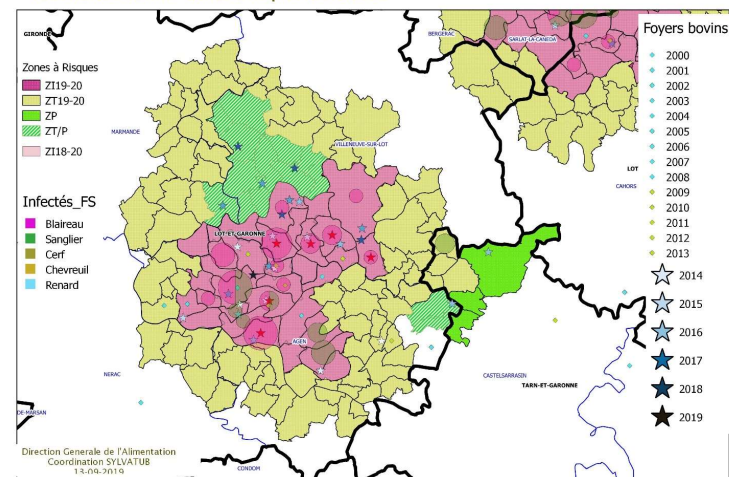 GIRONDE
BERGERAC
SARLAT-LA-CANEDA
Foyers bovins
2000
2001
2002
2003
2004
2005
2006
2007
2008
2009
2010
2011
2012
2013
2014
2015
2016
2017
2018
2019
Zones à Risques
ZI19-20
ZT19-20
ZP
ZT/P
ZI18-20
Infectés_FS
Blaireau
Sanglier
Cerf
Chevreuil
Renard
MARMANDE
VILLENEUVE-SUR-LOT
LOT
CAHORS
LOT-ET-GARONNE
AGEN
NERAC
CASTELSARRASIN
TARN-ET-GARONNE
DE-MARSAN
CONDOM
Direction Generale de l'Alimentation
Coordination SYLVATUB
13-09-2019